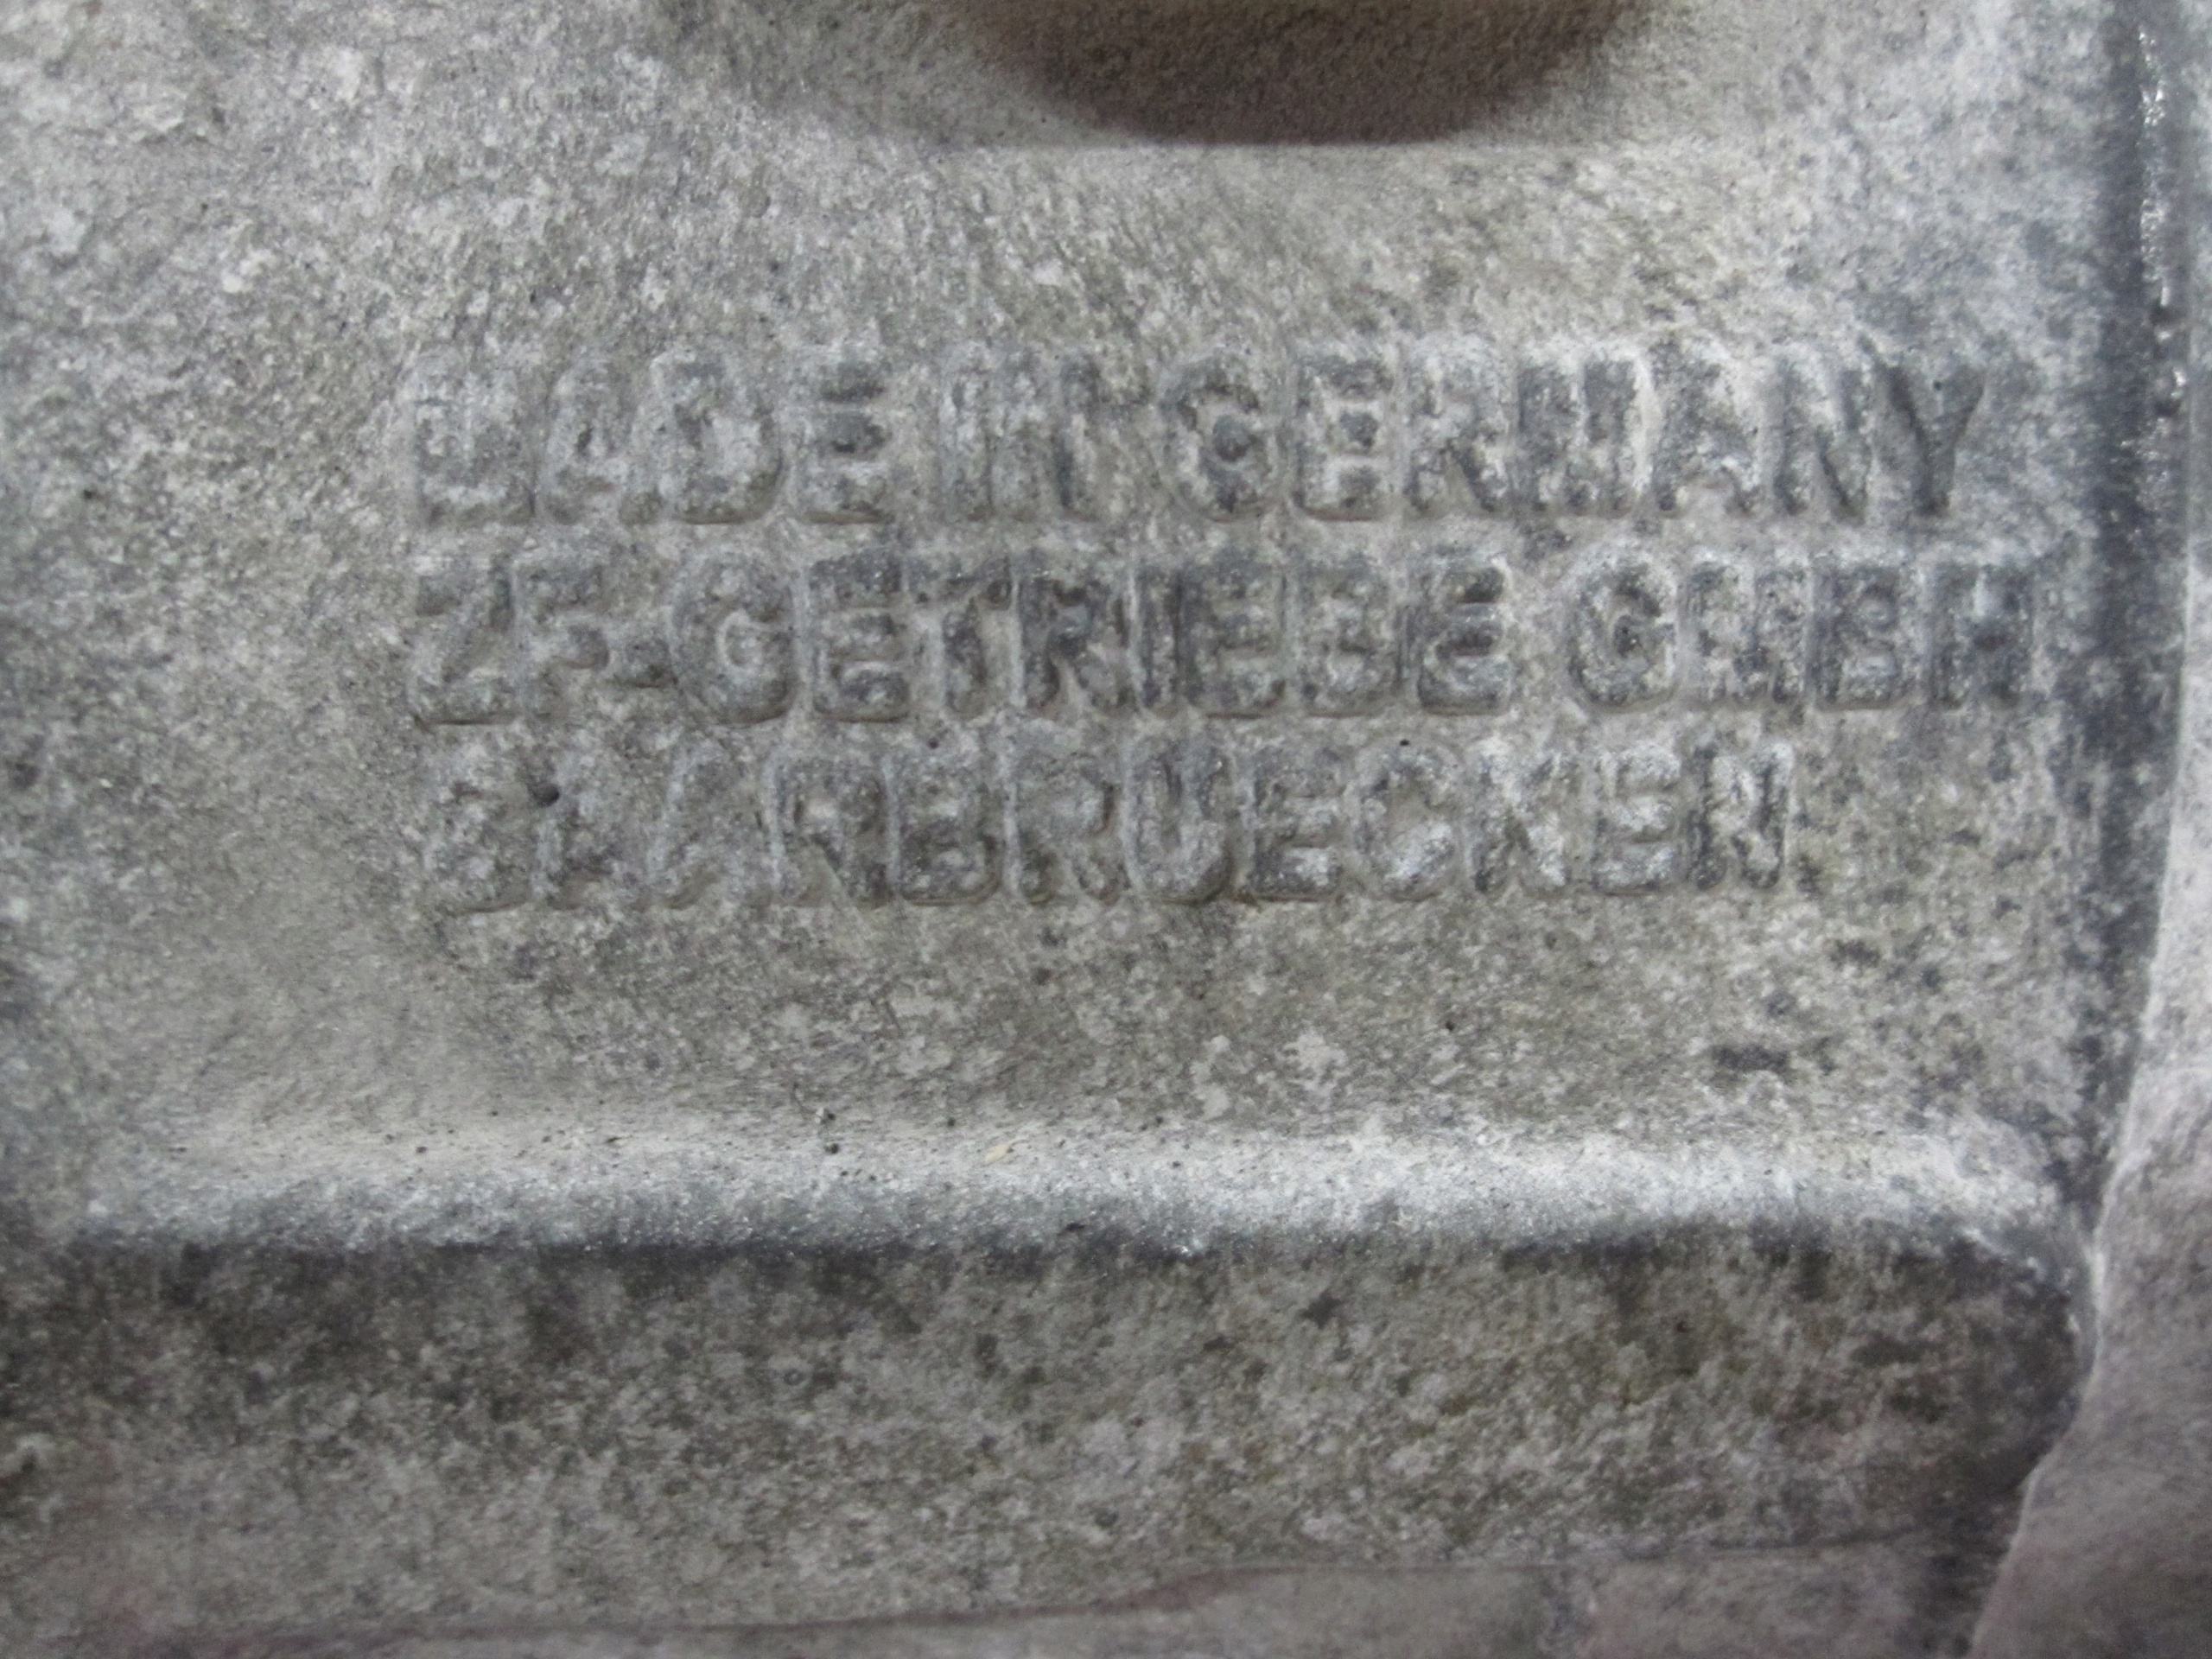 MADE IN GERMANY
ZF-GETRIEBE GMBH
SAARBRUECKEN